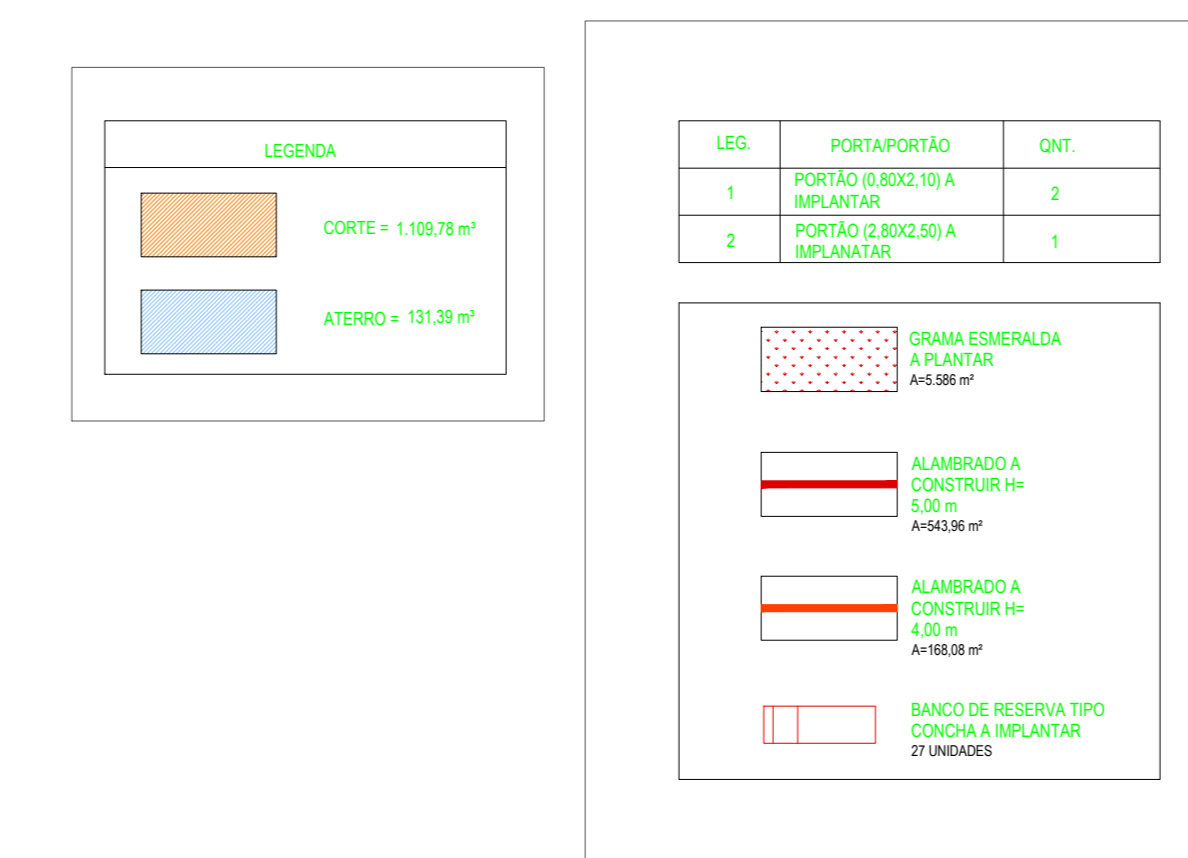 LEGENDA
CORTE = 1.109,78 m³
ATERRO = 131,39 m³
LEG. PORTA/PORTÃO QNT.
1 PORTÃO (0,80X2,10) A 2
IMPLANTAR
2 PORTÃO (2,80X2,50) A 1
IMPLANATAR
GRAMA ESMERALDA
A PLANTAR
A=5.586 m²
ALAMBRADO A
CONSTRUIR H=
5,00 m
A=543,96 m²
ALAMBRADO A
CONSTRUIR H=
4,00 m
A=168,08 m²
BANCO DE RESERVA TIPO
CONCHA A IMPLANTAR
27 UNIDADES